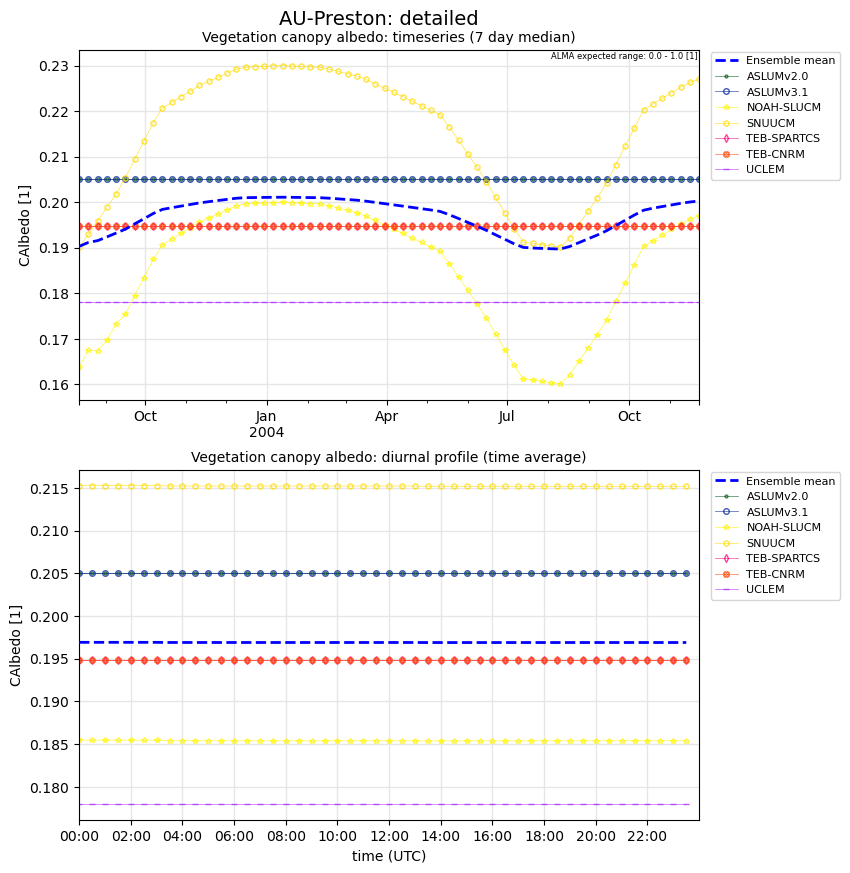 AU-Preston: detailed
Vegetation canopy albedo: timeseries (7 day median)
ALMA expected range: 0.0 - 1.0 [1]
CAlbedo [1]
0.23
0.22
0.21
0.20
0.19
0.18
0.17
0.16
Oct
Jan
2004
Apr
Jul
Oct
Ensemble mean
ASLUMv2.0
ASLUMv3.1
NOAH-SLUCM
SNUUCM
TEB-SPARTCS
TEB-CNRM
UCLEM
Vegetation canopy albedo: diurnal profile (time average)
CAlbedo [1]
0.215
0.210
0.205
0.200
0.195
0.190
0.185
0.180
00:00 02:00 04:00 06:00 08:00 10:00 12:00 14:00 16:00 18:00 20:00 22:00
time (UTC)
Ensemble mean
ASLUMv2.0
ASLUMv3.1
NOAH-SLUCM
SNUUCM
TEB-SPARTCS
TEB-CNRM
UCLEM